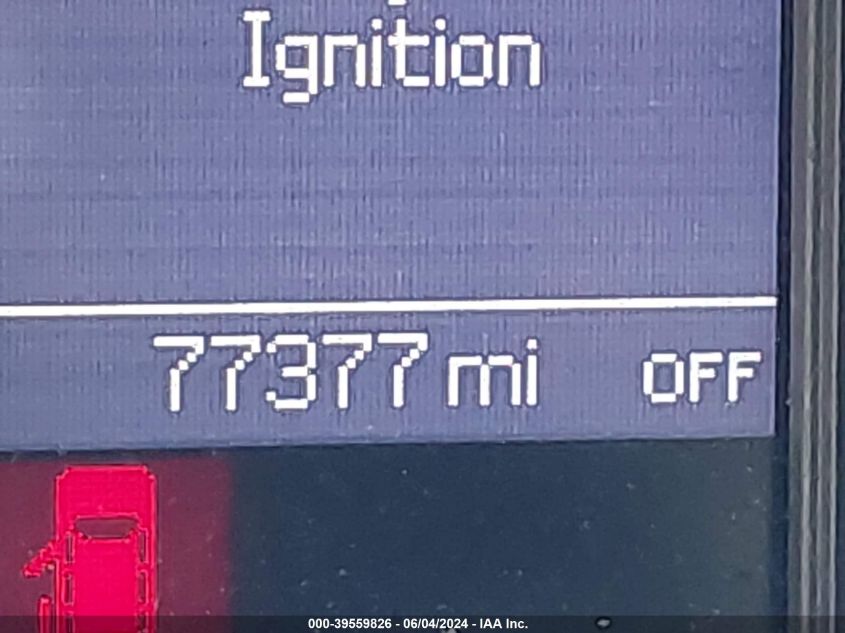 Ignition
77377 mi OFF
000-39559826 - 06/04/2024 - IAA Inc.